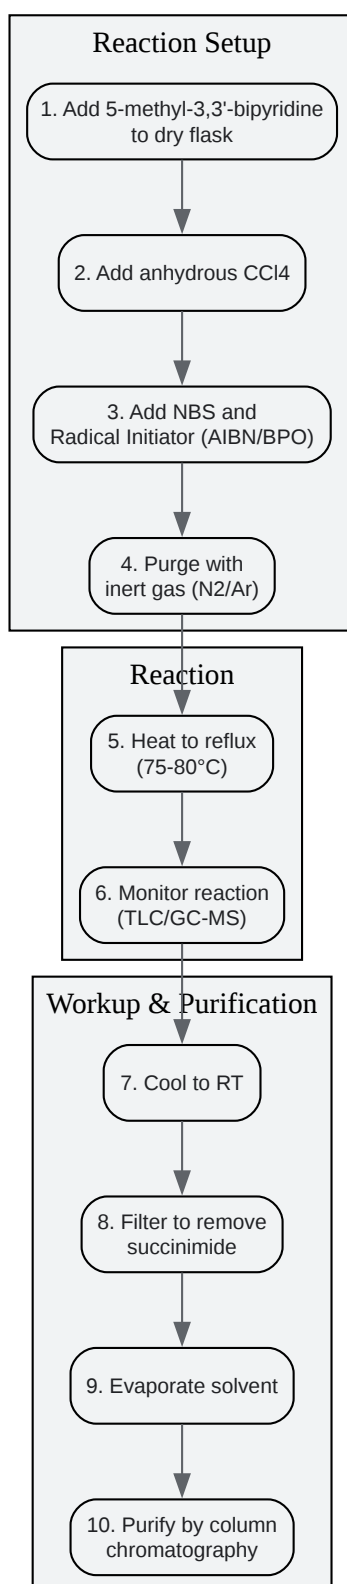 Reaction Setup
1. Add 5-methyl-3,3'-bipyridine
to dry flask
2. Add anhydrous CCl4
3. Add NBS and
Radical Initiator (AIBN/BPO)
4. Purge with
inert gas (N2/Ar)
Reaction
5. Heat to reflux
(75-80°C)
6. Monitor reaction
(TLC/GC-MS)
Workup & Purification
7. Cool to RT
8. Filter to remove
succinimide
9. Evaporate solvent
10. Purify by column
chromatography